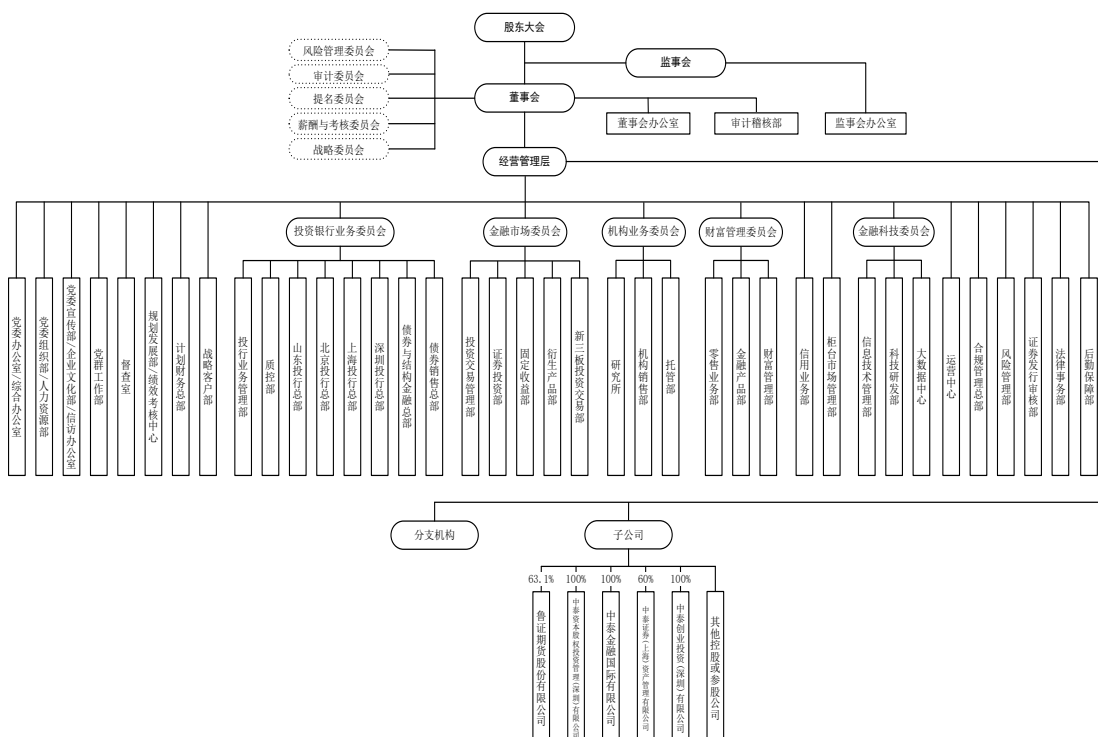 股东大会
风险管理委员会
监事会
审计委员会
提名委员会
董事会
薪酬与考核委员会
董事会办公室
审计稽核部
监事会办公室
战略委员会
经营管理层
投资银行业务委员会
金融市场委员会
机构业务委员会
财富管理委员会
金融科技委员会
党委办公室/综合办公室
党委组织部/人力资源部
党委宣传部/企业文化部/信访办公室
党群工作部
督查室
规划发展部/绩效考核中心
计划财务总部
战略客户部
投行业务管理部
质控部
山东投行总部
北京投行总部
上海投行总部
深圳投行总部
债券与结构金融总部
债券销售总部
投资交易管理部
证券投资部
固定收益部
衍生产品部
新三板投资交易部
研究所
机构销售部
托管部
零售业务部
金融产品部
财富管理部
信用业务部
柜台市场管理部
信息技术管理部
科技研发部
大数据中心
运营中心
合规管理总部
风险管理部
证券发行审核部
法律事务部
后勤保障部
分支机构
子公司
63.1%
100%
100%
60%
100%
鲁证期货股份有限公司
中泰资本股权投资管理(深圳)有限公司
中泰金融国际有限公司
中泰证券(上海)资产管理有限公司
中泰创业投资(深圳)有限公司
其他控股或参股公司